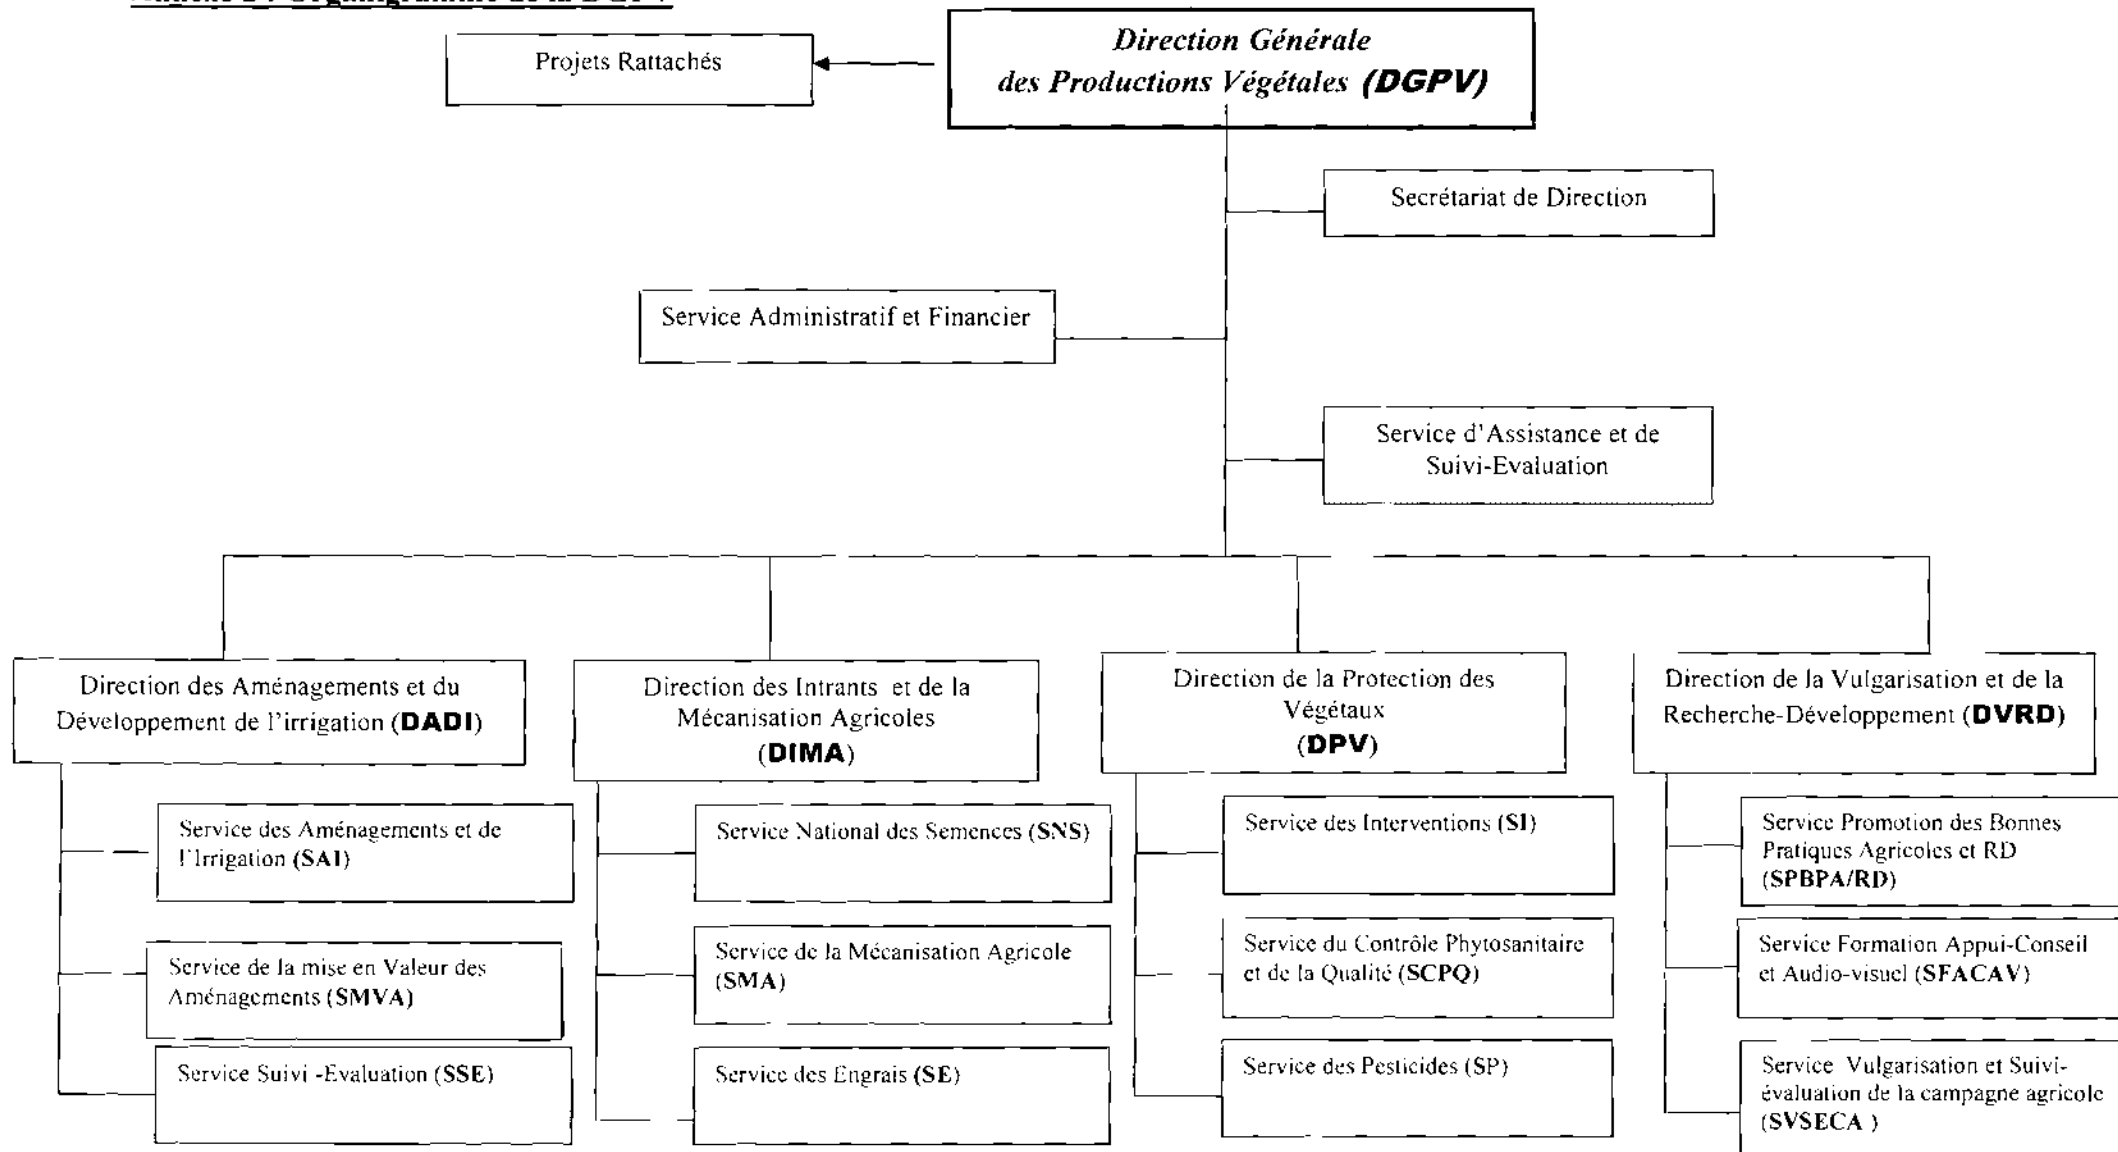 Projets Rattachés
Direction Générale
des Productions Végétales (DGPV)
Secrétariat de Direction
Service Administratif et Financier
Service d'Assistance et de
Suivi-Evaluation
Direction des Aménagements et du
Développement de l'irrigation (DADI)
Direction des Intrants et de la
Mécanisation Agricoles
(DIMA)
Direction de la Protection des
Végétaux
(DPV)
Direction de la Vulgarisation et de la
Recherche-Développement (DVRD)
Service des Aménagements et de
l'Irrigation (SAI)
Service de la mise en Valeur des
Aménagements (SMVA)
Service Suivi -Evaluation (SSE)
Service National des Semences (SNS)
Service de la Mécanisation Agricole
(SMA)
Service des Engrais (SE)
Service des Interventions (SI)
Service du Contrôle Phytosanitaire
et de la Qualité (SCPQ)
Service des Pesticides (SP)
Service Promotion des Bonnes
Pratiques Agricoles et RD
(SPBPA/RD)
Service Formation Appui-Conseil
et Audio-visuel (SFACAV)
Service Vulgarisation et Suivi-
évaluation de la campagne agricole
(SVSECA )